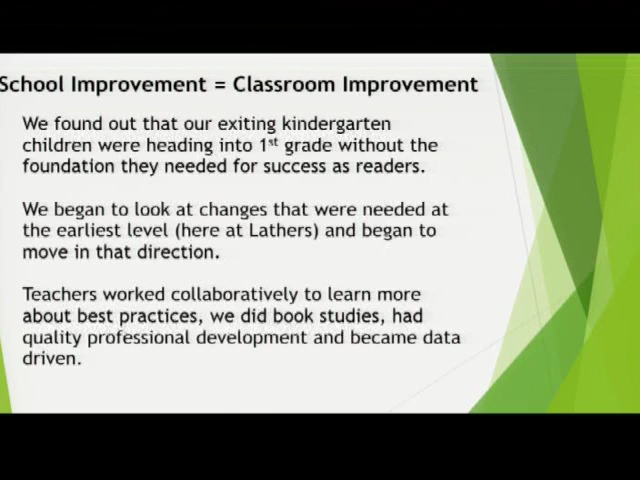 School Improvement = Classroom Improvement
We found out that our exiting kindergarten
children were heading into 1st grade without the
foundation they needed for success as readers.
We began to look at changes that were needed at
the earliest level (here at Lathers) and began to
move in that direction.
Teachers worked collaboratively to learn more
about best practices, we did book studies, had
quality professional development and became data
driven.